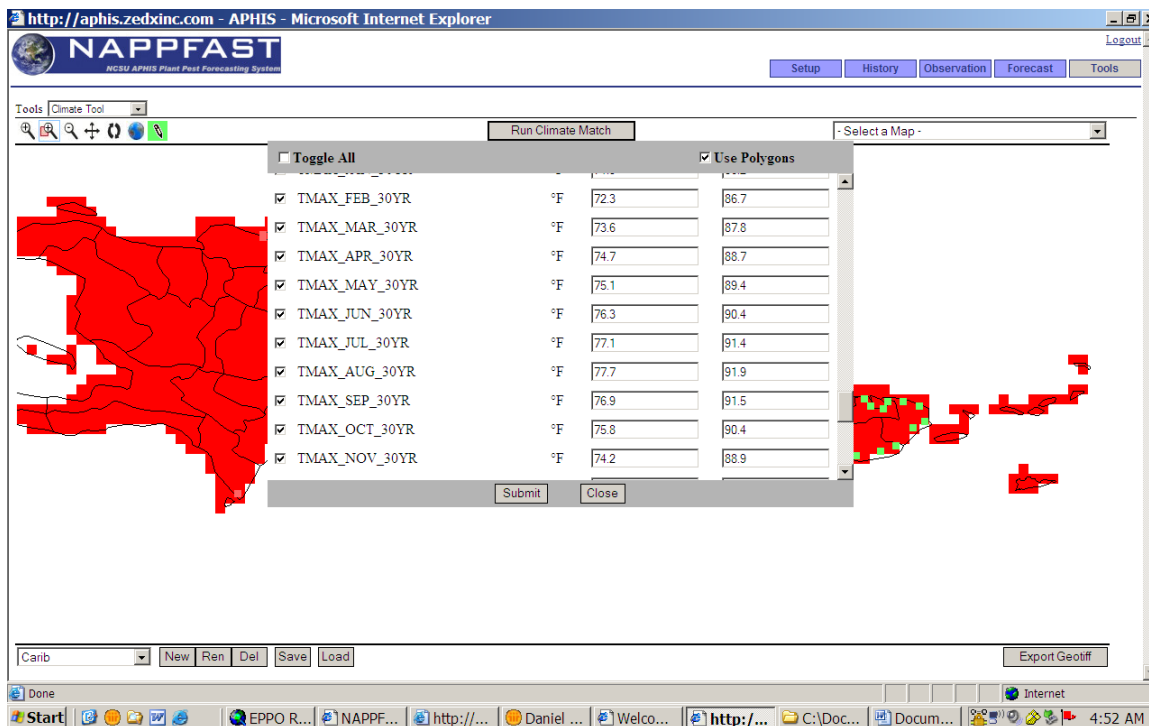 http://aphis.zedxinc.com - APHIS - Microsoft Internet Explorer
NAPPFAST
NCSU APHIS Plant Pest Forecasting System
Logout
Setup History Observation Forecast Tools
Tools Climate Tool
Run Climate Match
- Select a Map -
Toggle All Use Polygons
TMAX_FEB_30YR °F 72.3 86.7
TMAX_MAR_30YR °F 73.6 87.8
TMAX_APR_30YR °F 74.7 88.7
TMAX_MAY_30YR °F 75.1 89.4
TMAX_JUN_30YR °F 76.3 90.4
TMAX_JUL_30YR °F 77.1 91.4
TMAX_AUG_30YR °F 77.7 91.9
TMAX_SEP_30YR °F 76.9 91.5
TMAX_OCT_30YR °F 75.8 90.4
TMAX_NOV_30YR °F 74.2 88.9
Submit Close
Carib New Ren Del Save Load Export Geotiff
Done Internet
Start EPPO R... NAPPF... http://... Daniel ... Welco... http:/... C:\Doc... Docum... 4:52 AM